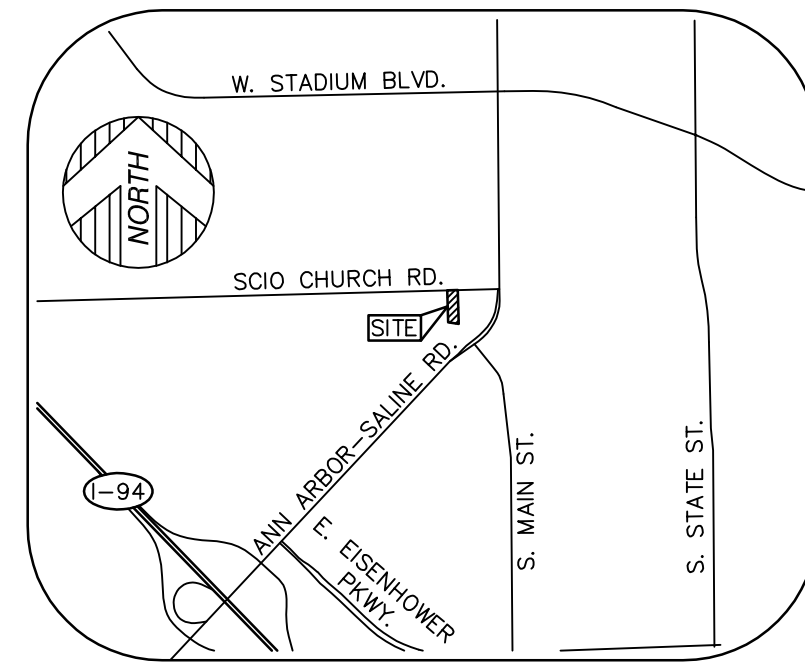 W. STADIUM BLVD.
NORTH
SCIO CHURCH RD.
SITE
ANN ARBOR-SALINE RD.
I-94
E. EISENHOWER
PKWY.
S. MAIN ST.
S. STATE ST.